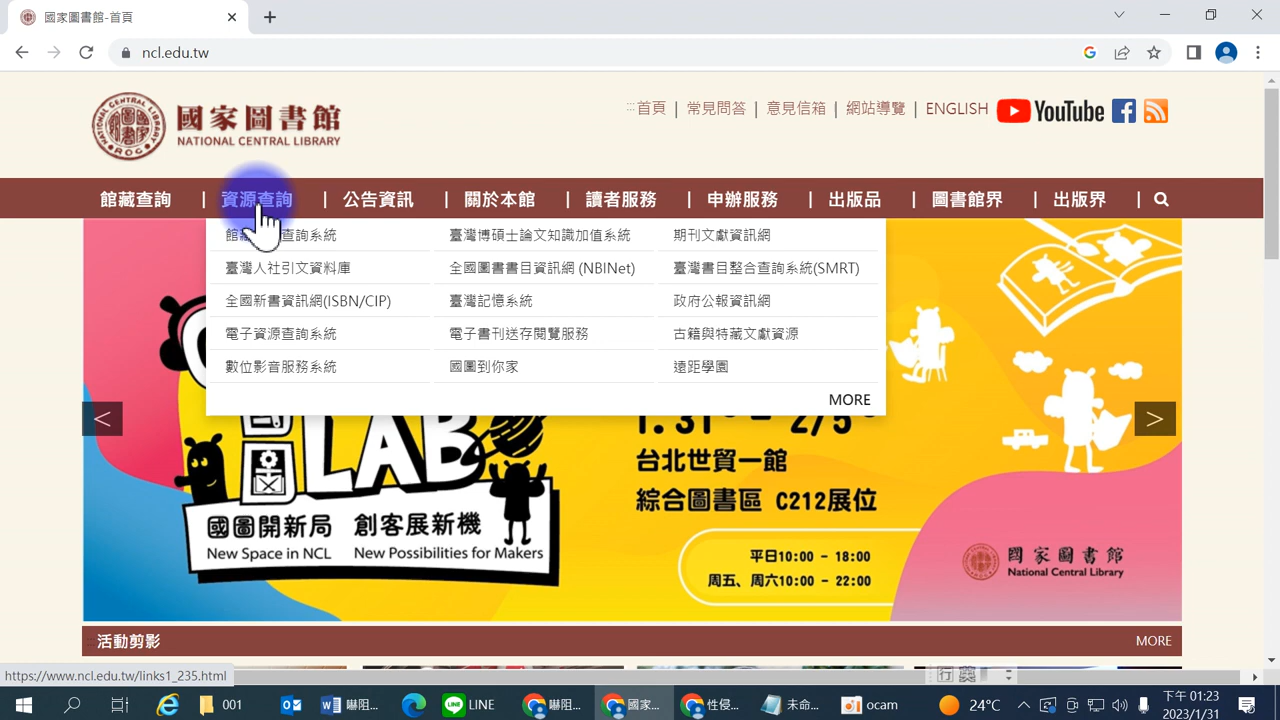 國家圖書館-首頁
ncl.edu.tw
國家圖書館
NATIONAL CENTRAL LIBRARY
:::首頁 | 常見問答 | 意見信箱 | 網站導覽 | ENGLISH YouTube
館藏查詢 | 資源查詢 | 公告資訊 | 關於本館 | 讀者服務 | 申辦服務 | 出版品 | 圖書館界 | 出版界 |
館 查詢系統 臺灣博碩士論文知識加值系統 期刊文獻資訊網
臺灣人社引文資料庫 全國圖書書目資訊網 (NBINet) 臺灣書目整合查詢系統(SMRT)
全國新書資訊網(ISBN/CIP) 臺灣記憶系統 政府公報資訊網
電子資源查詢系統 電子書刊送存閱覽服務 古籍與特藏文獻資源
數位影音服務系統 國圖到你家 遠距學園
MORE
LAB
1.31 - 2/5
台北世貿一館
綜合圖書區 C212展位
國圖開新局 創客展新機
New Space in NCL New Possibilities for Makers
平日10:00 - 18:00
周五、周六10:00 - 22:00
國家圖書館
National Central Library
活動剪影
MORE
https://www.ncl.edu.tw/links1_235.html
001 嚇阻... LINE 嚇阻... 國家... 性侵... 未命... ocam 24°C 下午 01:23
2023/1/31